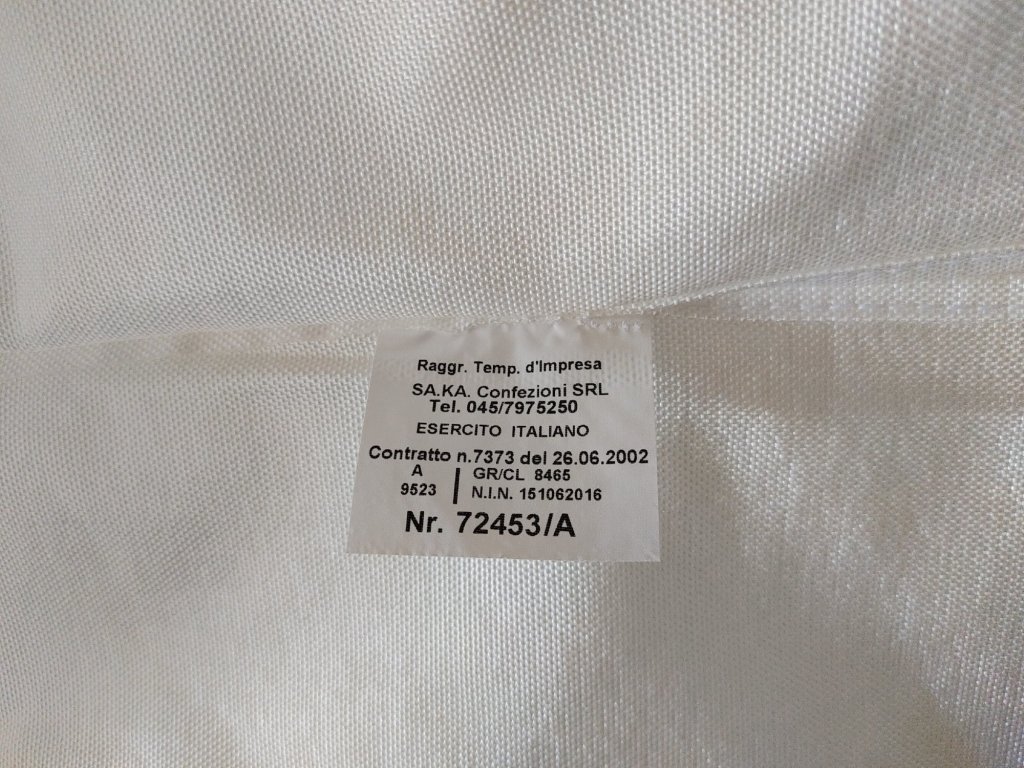 Raggr. Temp. d'Impresa
SA.KA. Confezioni SRL
Tel. 045/7975250
ESERCITO ITALIANO
Contratto n.7373 del 26.06.2002
A | GR/CL 8465
9523 | N.I.N. 151062016
Nr. 72453/A